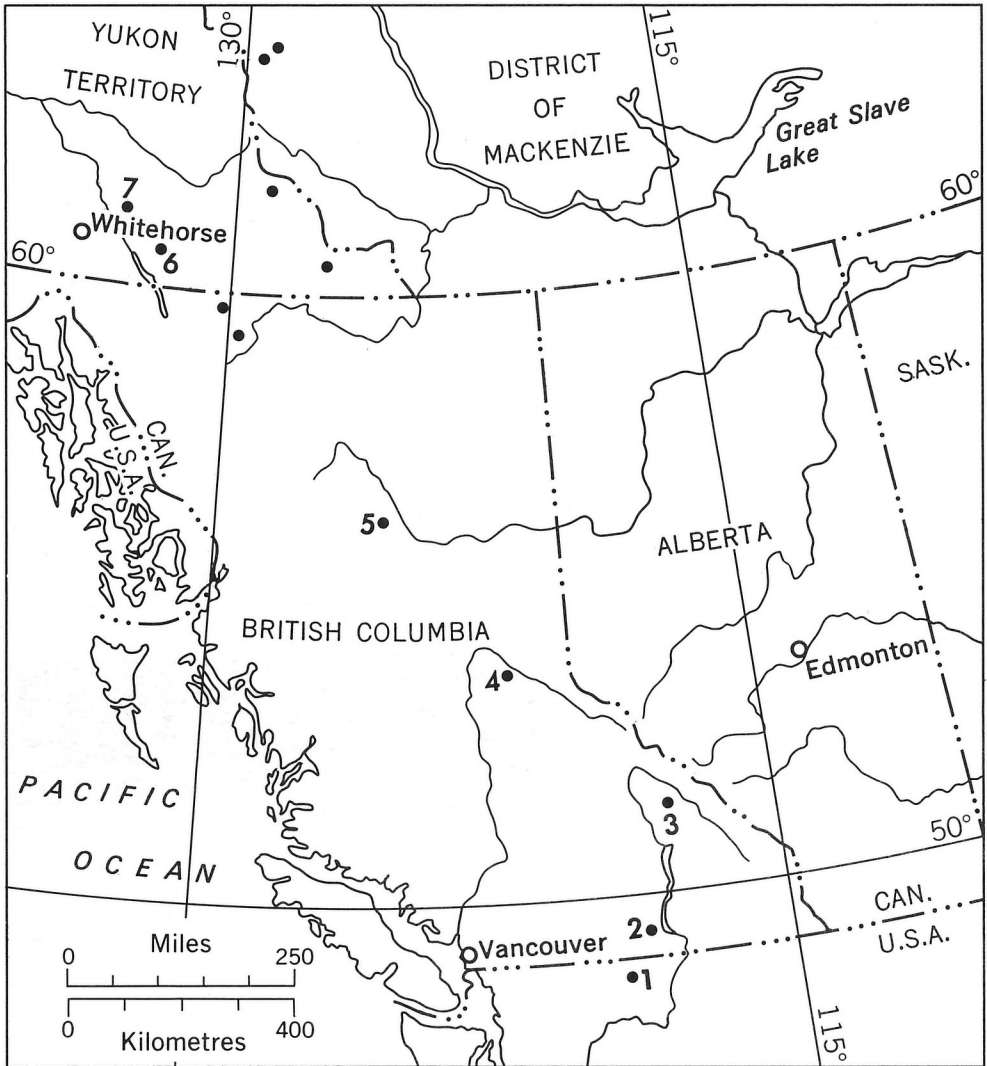 YUKON
TERRITORY
130°
115°
DISTRICT
OF
MACKENZIE
Great Slave
Lake
60°
7
Whitehorse
6
60°
SASK.
CAN.
U.S.A.
5
ALBERTA
BRITISH COLUMBIA
4
Edmonton
PACIFIC
OCEAN
3
50°
CAN.
U.S.A.
2
Vancouver
1
Miles
0 250
0 400
Kilometres
115°